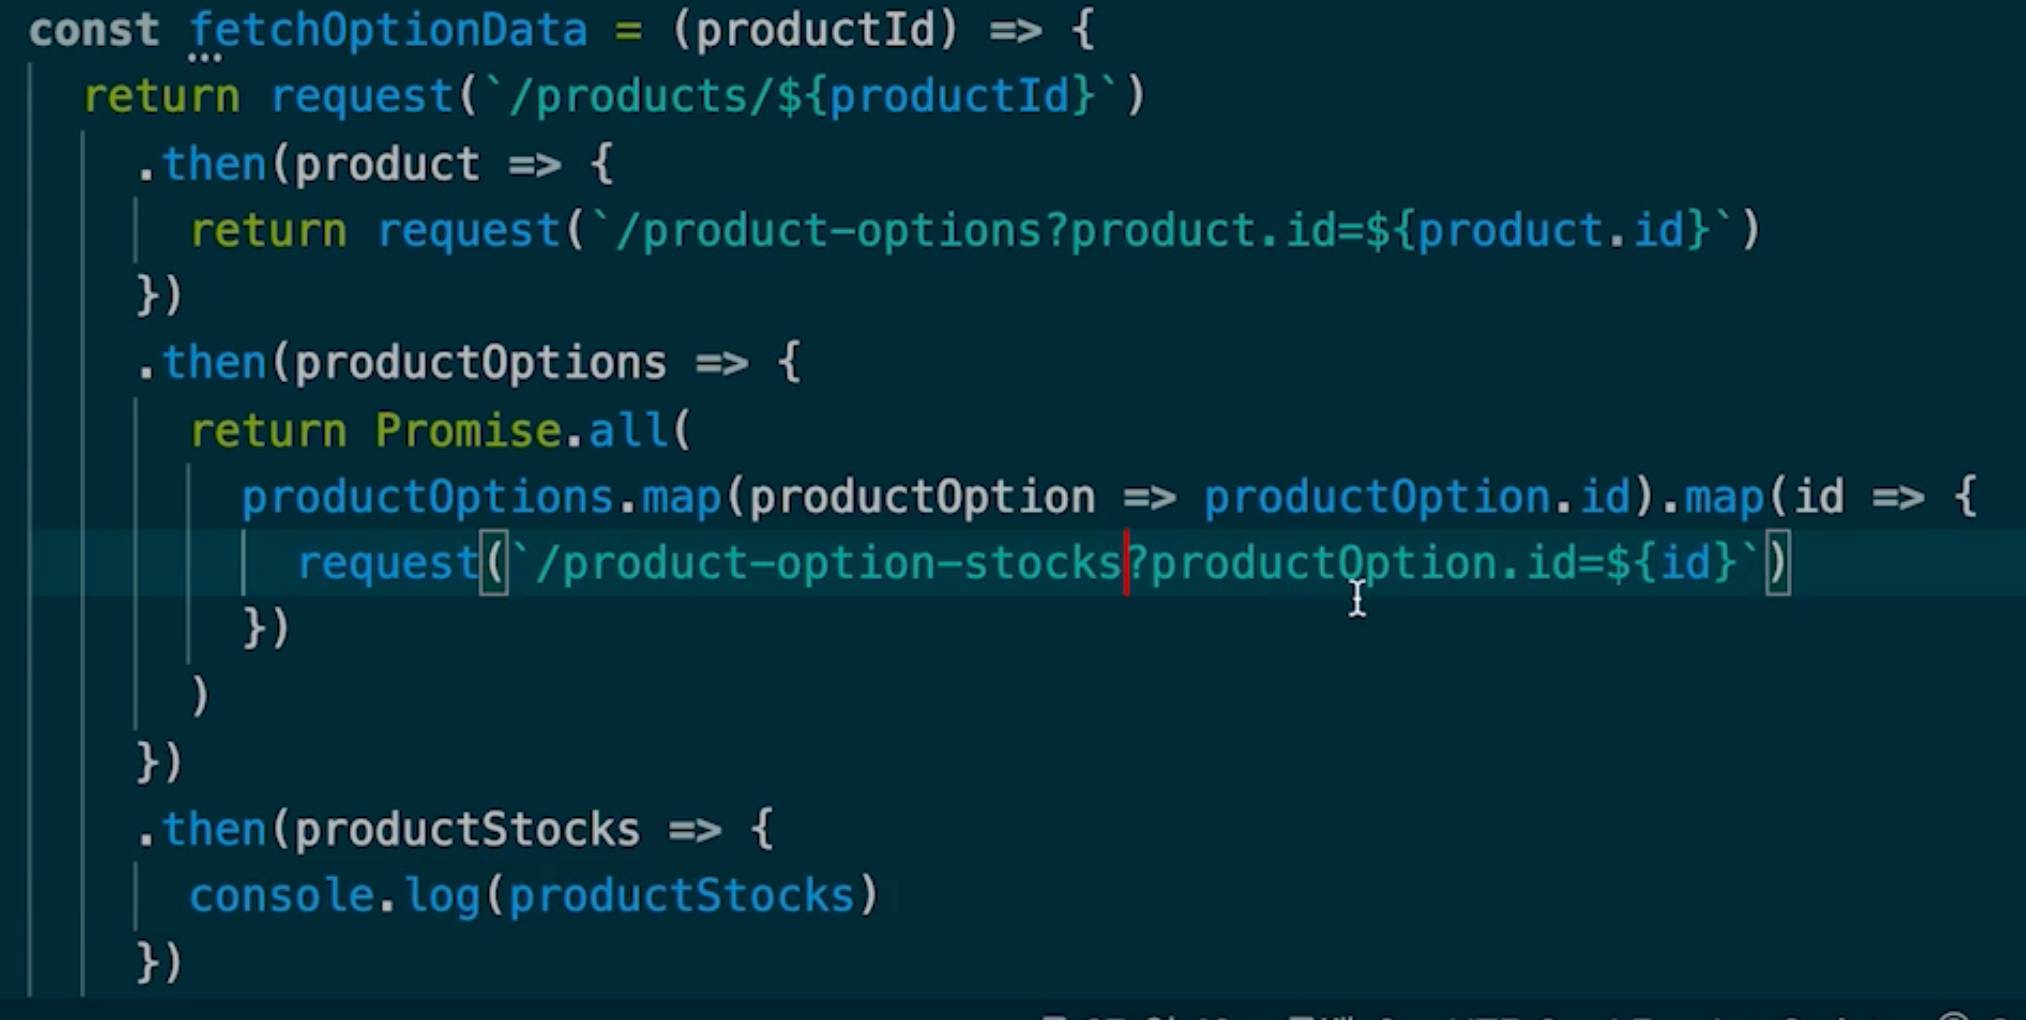 const fetchOptionData = (productId) => {
return request(`/products/${productId}`)
.then(product => {
return request(`/product-options?product.id=${product.id}`)
})
.then(productOptions => {
return Promise.all(
productOptions.map(productOption => productOption.id).map(id => {
request(`/product-option-stocks?productOption.id=${id}`)
})
)
})
.then(productStocks => {
console.log(productStocks)
})